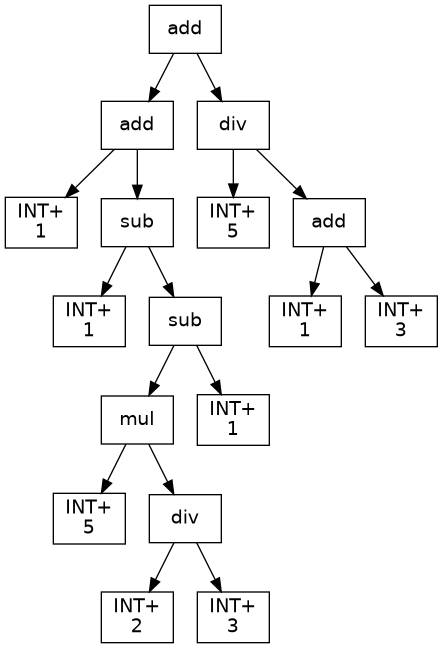 add
add
div
INT+
1
sub
INT+
5
add
INT+
1
sub
INT+
1
INT+
3
mul
INT+
1
INT+
5
div
INT+
2
INT+
3